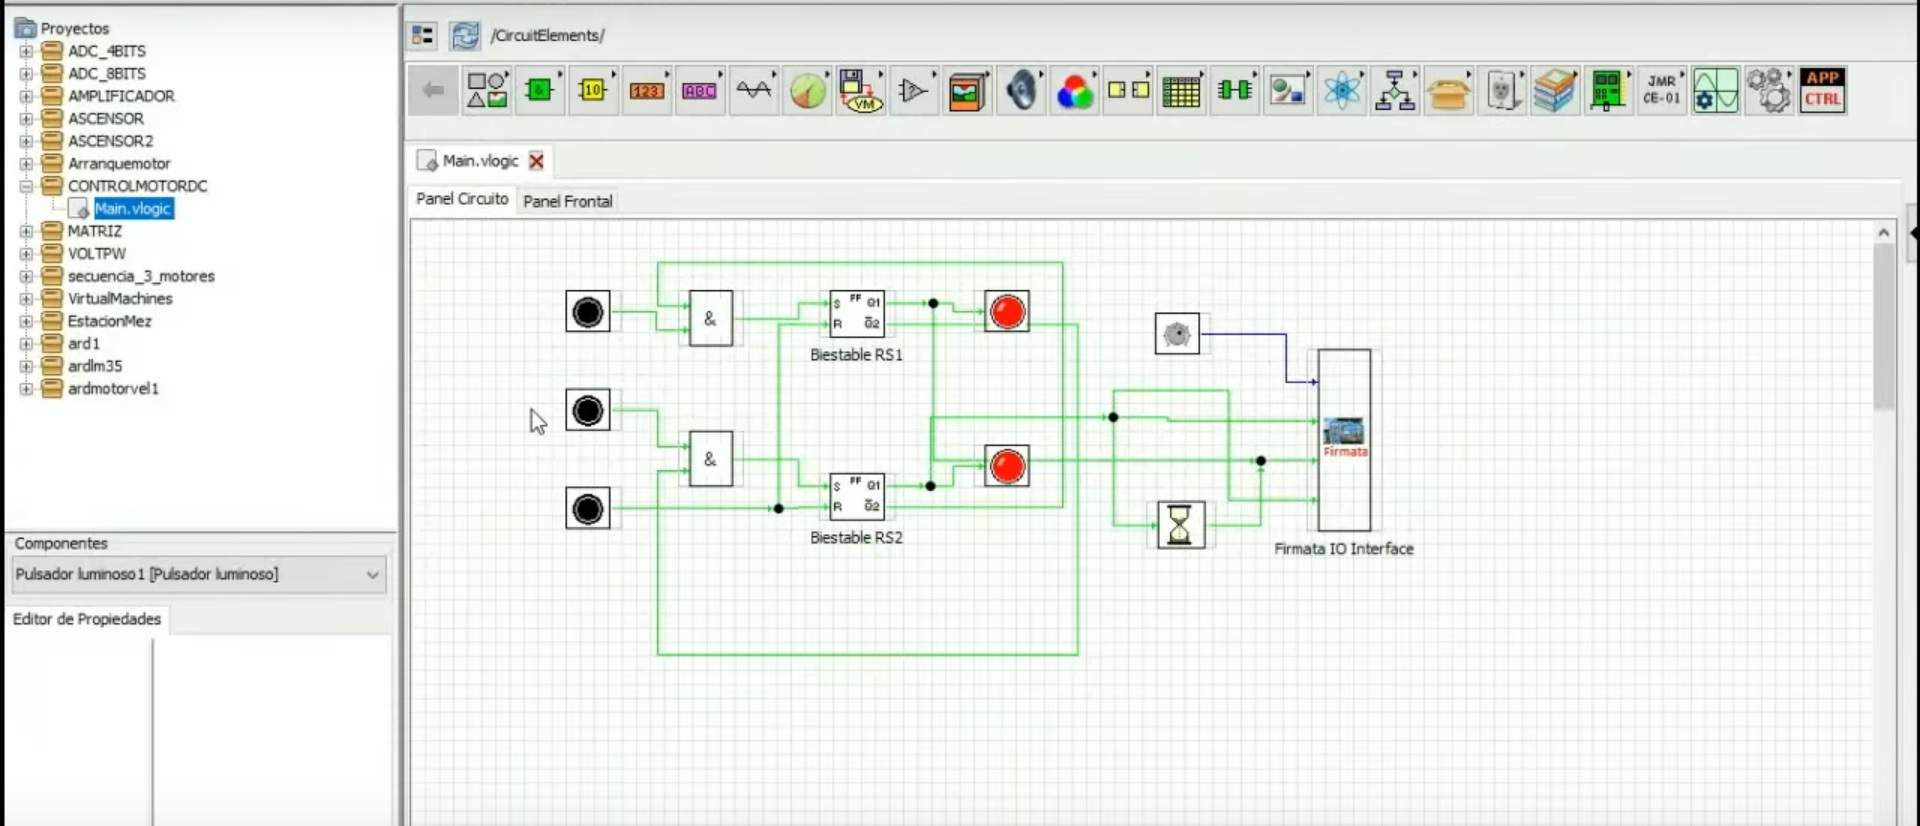 Proyectos
ADC_4BITS
ADC_8BITS
AMPLIFICADOR
ASCENSOR
ASCENSOR2
Arranquemotor
CONTROLMOTORDC
Main.vlogic
MATRIZ
VOLTPW
secuencia_3_motores
VirtualMachines
EstacionMez
ard1
ardlm35
ardmotorvel1
Componentes
Pulsador luminoso1 [Pulsador luminoso]
Editor de Propiedades
/CircuitElements/
& 10 123 ABC VM JMR CE-01 APP CTRL
Main.vlogic
Panel Circuito Panel Frontal
&
S FF Q1
R Q̅2
Biestable RS1
&
S FF Q1
R Q̅2
Biestable RS2
Firmata
Firmata IO Interface